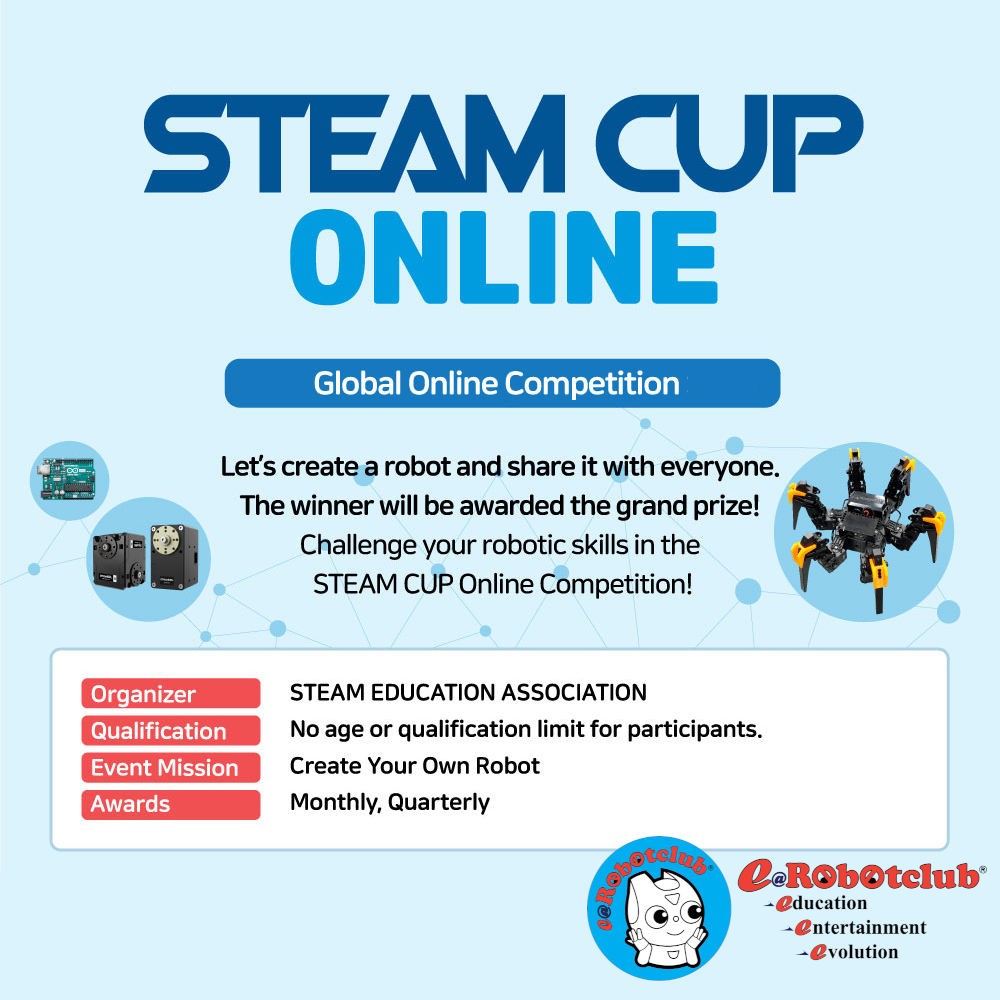 STEAM CUP
ONLINE
Global Online Competition
Let's create a robot and share it with everyone.
The winner will be awarded the grand prize!
Challenge your robotic skills in the
STEAM CUP Online Competition!
Organizer STEAM EDUCATION ASSOCIATION
Qualification No age or qualification limit for participants.
Event Mission Create Your Own Robot
Awards Monthly, Quarterly
e@Robotclub®
e@Robotclub®
education
entertainment
evolution